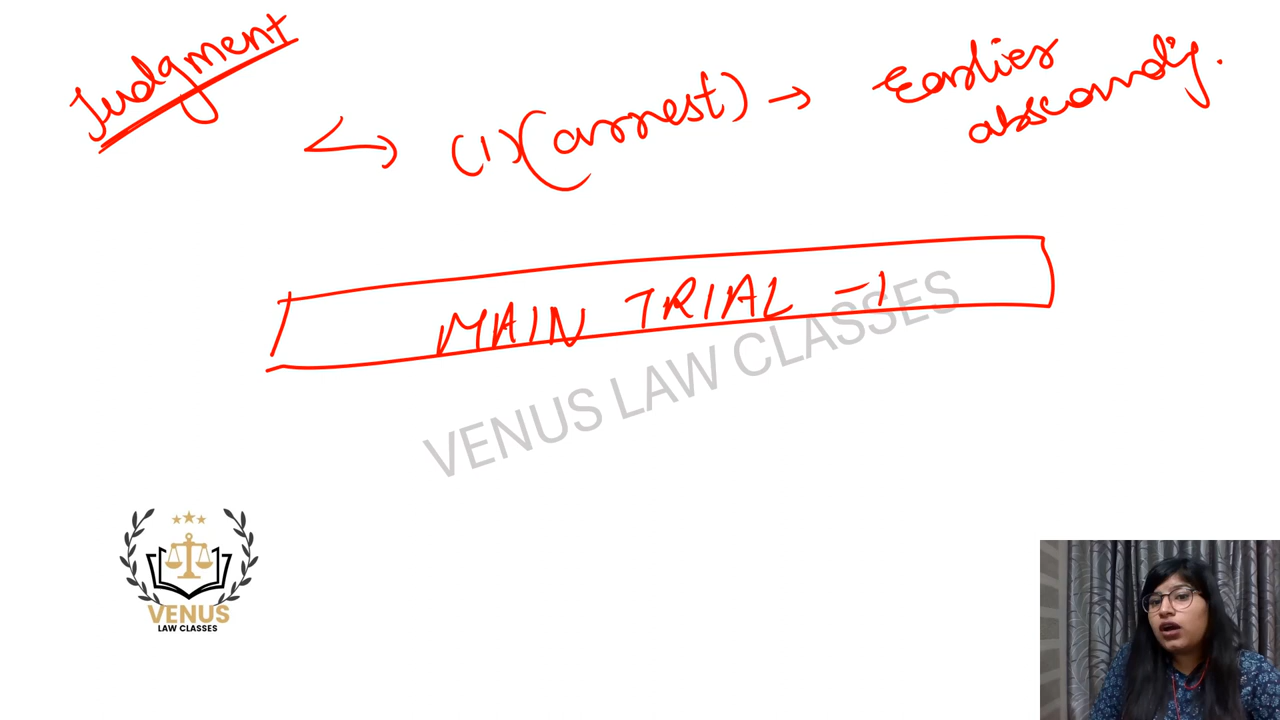 Judgment
(1) (arrest) → Earlier
absconding.
MAIN TRIAL - 1
VENUS LAW CLASSES
VENUS
LAW CLASSES